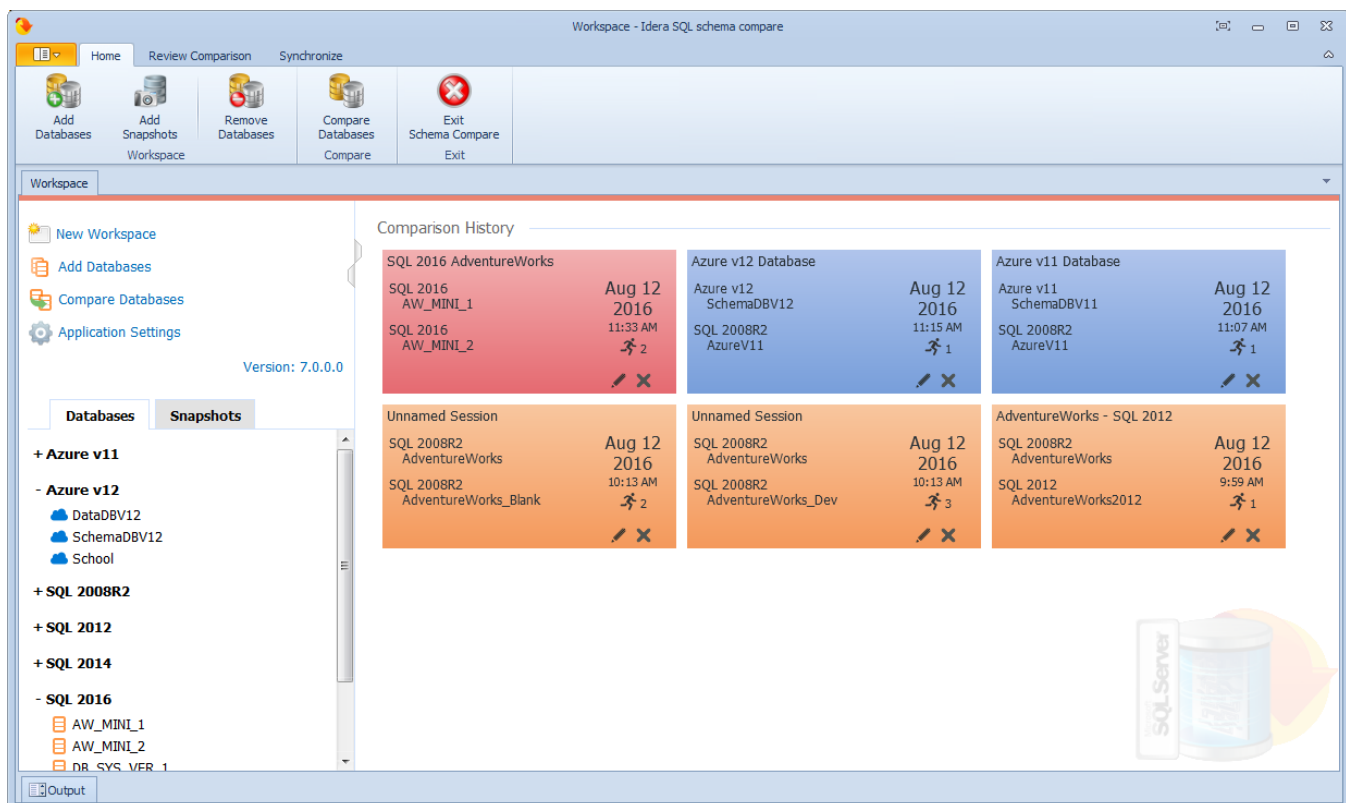 Workspace - Idera SQL schema compare
Home Review Comparison Synchronize
Add Databases
Add Snapshots
Remove Databases
Compare Databases
Exit Schema Compare
Workspace Compare Exit
Workspace
New Workspace
Add Databases
Compare Databases
Application Settings
Version: 7.0.0.0
Databases Snapshots
+ Azure v11
- Azure v12
DataDBV12
SchemaDBV12
School
+ SQL 2008R2
+ SQL 2012
+ SQL 2014
- SQL 2016
AW_MINI_1
AW_MINI_2
DB_SYS_VER_1
Comparison History
SQL 2016 AdventureWorks
SQL 2016
AW_MINI_1
SQL 2016
AW_MINI_2
Aug 12
2016
11:33 AM
2
Azure v12 Database
Azure v12
SchemaDBV12
SQL 2008R2
AzureV11
Aug 12
2016
11:15 AM
1
Azure v11 Database
Azure v11
SchemaDBV11
SQL 2008R2
AzureV11
Aug 12
2016
11:07 AM
1
Unnamed Session
SQL 2008R2
AdventureWorks
SQL 2008R2
AdventureWorks_Blank
Aug 12
2016
10:13 AM
2
Unnamed Session
SQL 2008R2
AdventureWorks
SQL 2008R2
AdventureWorks_Dev
Aug 12
2016
10:13 AM
3
AdventureWorks - SQL 2012
SQL 2008R2
AdventureWorks
SQL 2012
AdventureWorks2012
Aug 12
2016
9:59 AM
1
SQL Server
Output